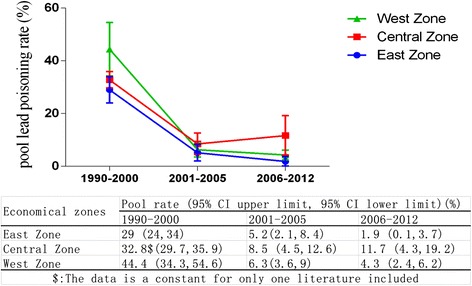 pool lead poisoning rate (%)
60
40
20
0
1990-2000
2001-2005
2006-2012
West Zone
Central Zone
East Zone
Economical zones
Pool rate (95% CI upper limit, 95% CI lower limit)(%)
1990-2000 2001-2005 2006-2012
East Zone 29 (24,34) 5.2(2.1,8.4) 1.9 (0.1,3.7)
Central Zone 32.8$(29.7,35.9) 8.5 (4.5,12.6) 11.7 (4.3,19.2)
West Zone 44.4 (34.3,54.6) 6.3(3.6,9) 4.3 (2.4,6.2)
$:The data is a constant for only one literature included